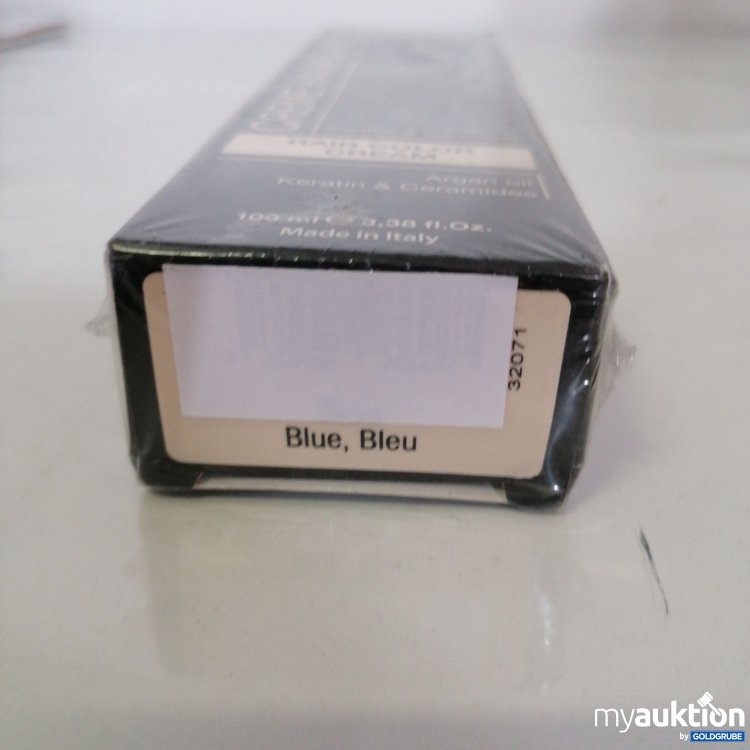 HAIR COLOR
CREAM
Argan oil
Keratin & Ceramides
100 ml ℮ 3,38 fl.Oz.
Made in Italy
32071
Blue, Bleu
myauktion
by GOLDGRUBE